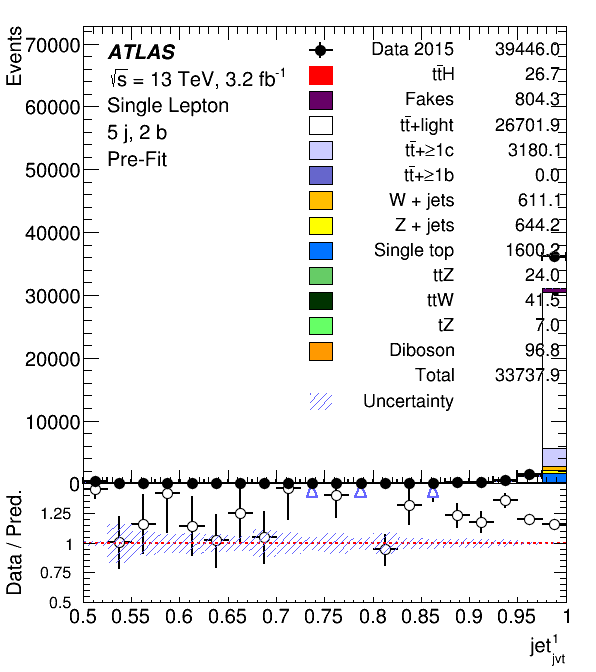 Events
70000
60000
50000
40000
30000
20000
10000
0
ATLAS
√s = 13 TeV, 3.2 fb⁻¹
Single Lepton
5 j, 2 b
Pre-Fit
Data 2015 39446.0
tt̄H 26.7
Fakes 804.3
tt̄+light 26701.9
tt̄+≥1c 3180.1
tt̄+≥1b 0.0
W + jets 611.1
Z + jets 644.2
Single top 1600.2
ttZ 24.0
ttW 41.5
tZ 7.0
Diboson 96.8
Total 33737.9
Uncertainty
Data / Pred.
1.25
1
0.75
0.5
0.5 0.55 0.6 0.65 0.7 0.75 0.8 0.85 0.9 0.95 1
jet¹jvt